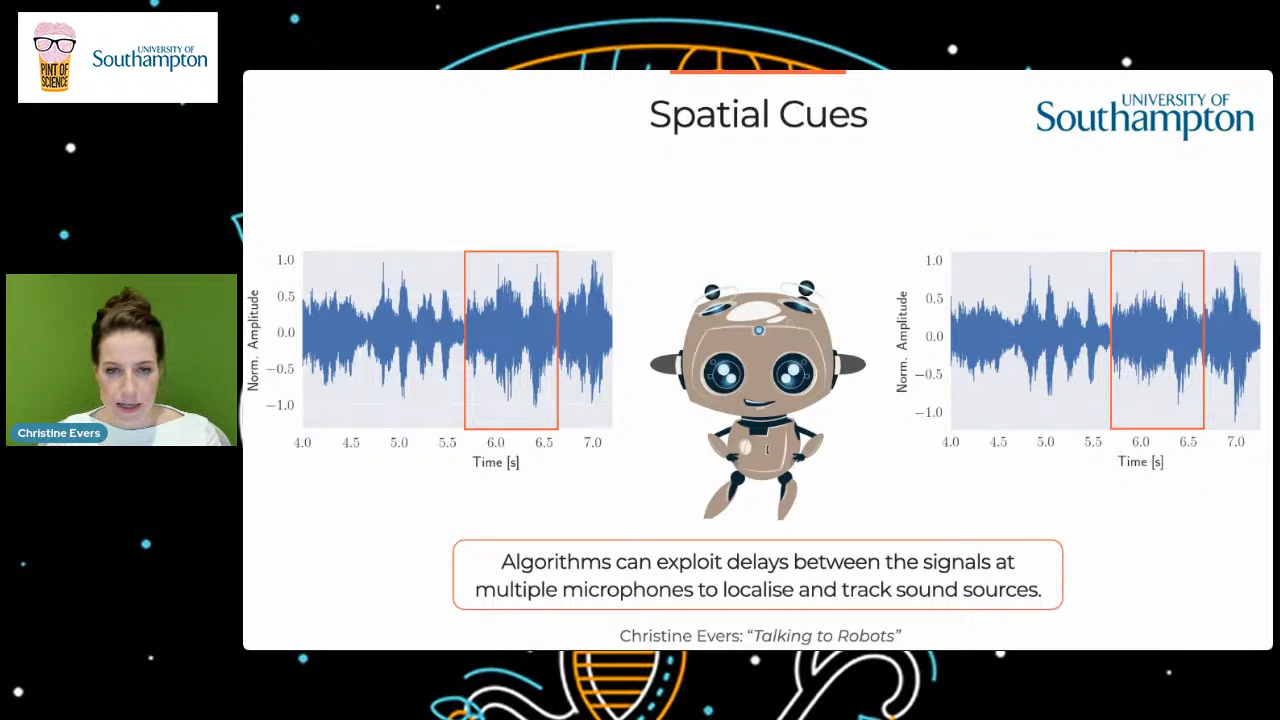 PINT OF
SCIENCE
UNIVERSITY OF
Southampton
Spatial Cues
UNIVERSITY OF
Southampton
Norm. Amplitude
1.0
0.5
0.0
−0.5
−1.0
4.0 4.5 5.0 5.5 6.0 6.5 7.0
Time [s]
Norm. Amplitude
1.0
0.5
0.0
−0.5
−1.0
4.0 4.5 5.0 5.5 6.0 6.5 7.0
Time [s]
Christine Evers
Algorithms can exploit delays between the signals at
multiple microphones to localise and track sound sources.
Christine Evers: “Talking to Robots”